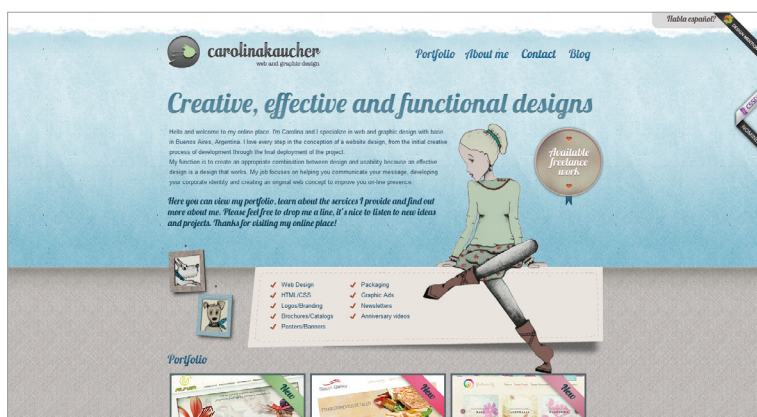 Habla español?
carolinakaucher
web and graphic design
Portfolio About me Contact Blog
Creative, effective and functional designs
Hello and welcome to my online place. I'm Carolina and I specialize in web and graphic design with base
in Buenos Aires, Argentina. I love every step in the conception of a website design, from the initial creative
process of development through the final deployment of the project.
My function is to create an appropriate combination between design and usability because an effective
design is a design that works. My job focuses on helping you communicate your message, developing
your corporate identity and creating an original web concept to improve you on-line presence.
Available
freelance
work
Here you can view my portfolio, learn about the services I provide and find out
more about me. Please feel free to drop me a line, it's nice to listen to new ideas
and projects. Thanks for visiting my online place!
Web Design
HTML/CSS
Logos/Branding
Brochures/Catalogs
Posters/Banners
Packaging
Graphic Ads
Newsletters
Anniversary videos
Portfolio
New
New
New